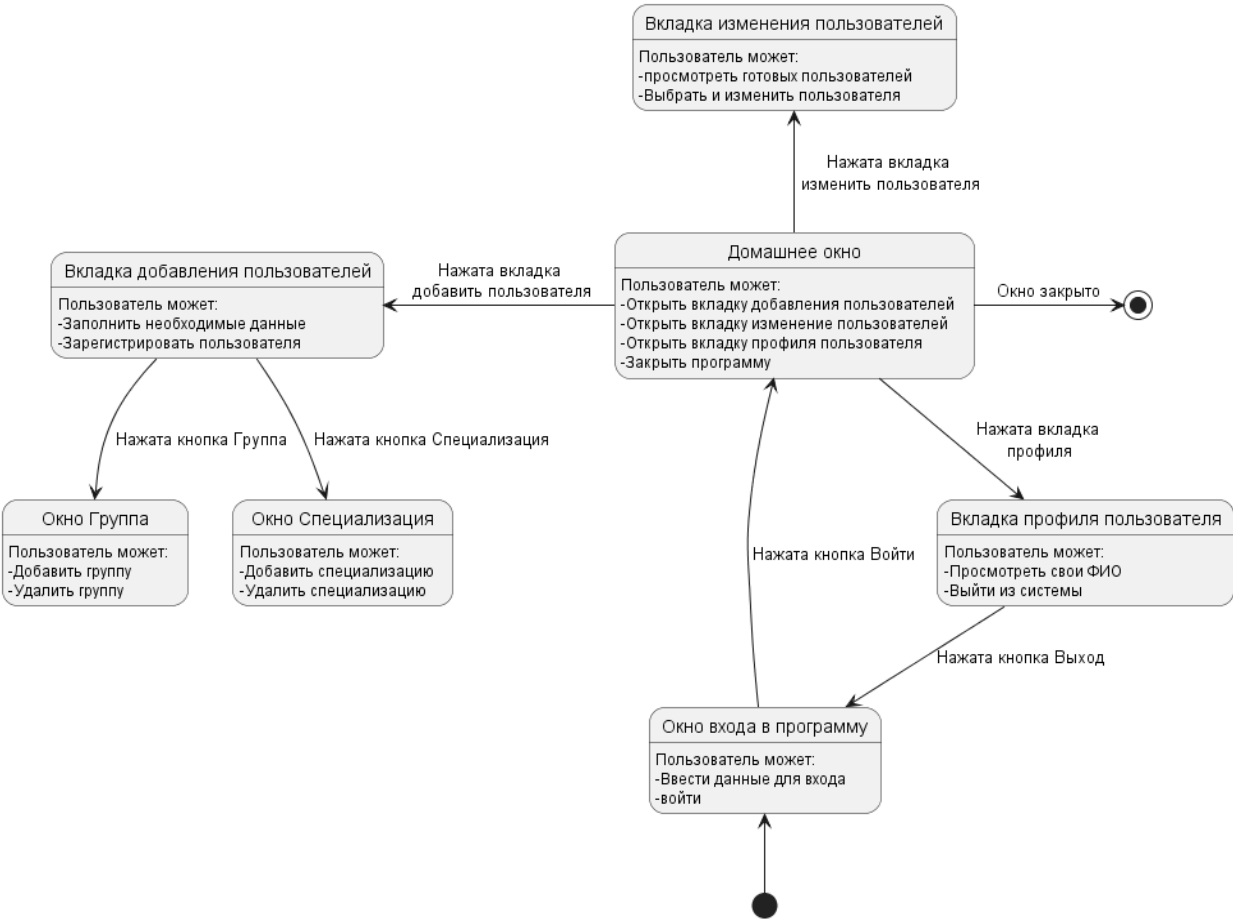 Вкладка изменения пользователей
Пользователь может:
-просмотреть готовых пользователей
-Выбрать и изменить пользователя
Нажата вкладка
изменить пользователя
Домашнее окно
Пользователь может:
-Открыть вкладку добавления пользователей
-Открыть вкладку изменение пользователей
-Открыть вкладку профиля пользователя
-Закрыть программу
Окно закрыто
Нажата вкладка
добавить пользователя
Вкладка добавления пользователей
Пользователь может:
-Заполнить необходимые данные
-Зарегистрировать пользователя
Нажата кнопка Группа
Нажата кнопка Специализация
Нажата вкладка
профиля
Окно Группа
Пользователь может:
-Добавить группу
-Удалить группу
Окно Специализация
Пользователь может:
-Добавить специализацию
-Удалить специализацию
Нажата кнопка Войти
Вкладка профиля пользователя
Пользователь может:
-Просмотреть свои ФИО
-Выйти из системы
Нажата кнопка Выход
Окно входа в программу
Пользователь может:
-Ввести данные для входа
-войти